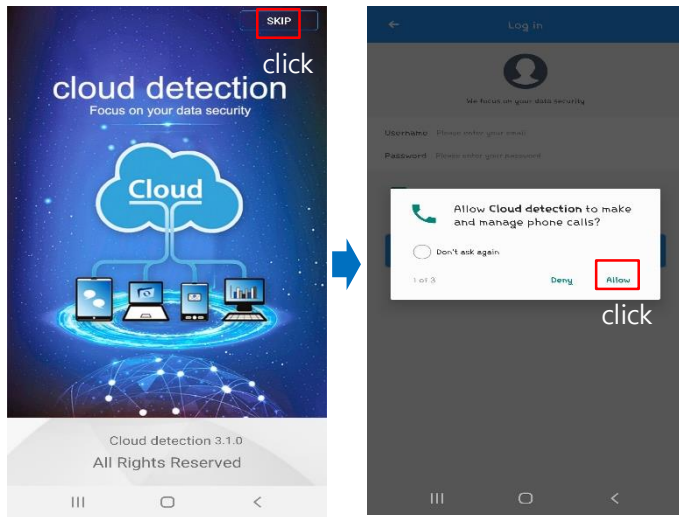 SKIP
click
cloud detection
Focus on your data security
Cloud
Cloud detection 3.1.0
All Rights Reserved
Log in
We focus on your data security
Username Please enter your email
Password Please enter your password
Allow Cloud detection to make
and manage phone calls?
Don't ask again
1 of 3
Deny
Allow
click